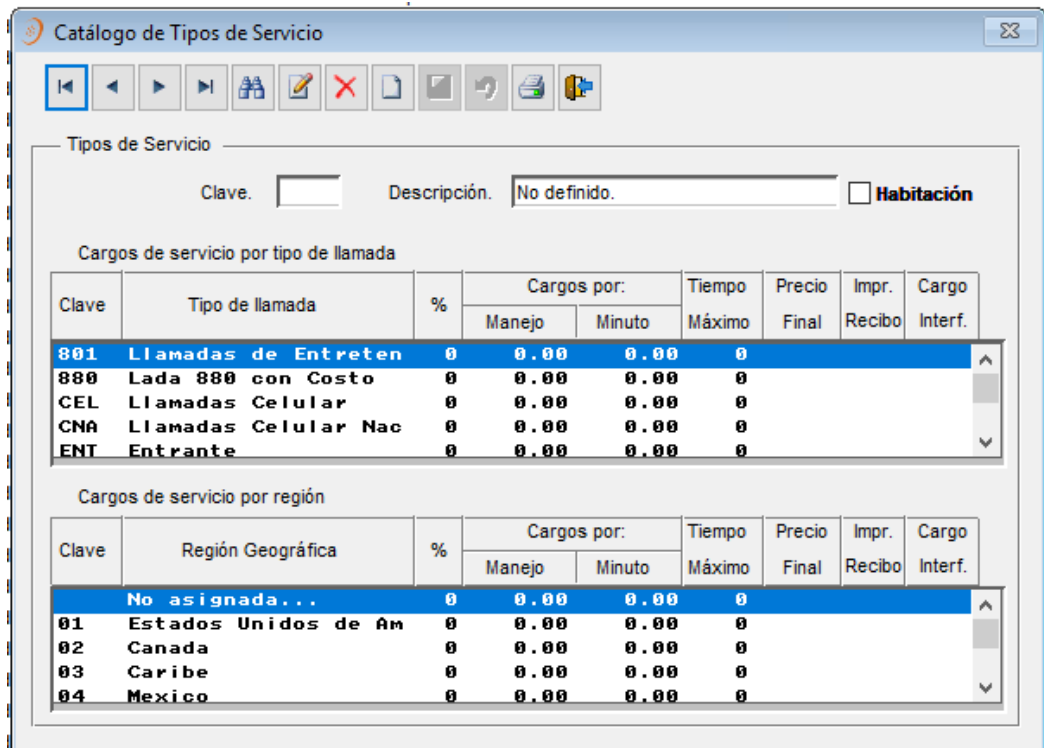 Catálogo de Tipos de Servicio
Tipos de Servicio
Clave. Descripción. No definido. Habitación
Cargos de servicio por tipo de llamada
Clave Tipo de llamada % Cargos por: Manejo Minuto Tiempo Máximo Precio Final Impr. Recibo Cargo Interf.
801 Llamadas de Entreten 0 0.00 0.00 0
880 Lada 880 con Costo 0 0.00 0.00 0
CEL Llamadas Celular 0 0.00 0.00 0
CNA Llamadas Celular Nac 0 0.00 0.00 0
ENT Entrante 0 0.00 0.00 0
Cargos de servicio por región
Clave Región Geográfica % Cargos por: Manejo Minuto Tiempo Máximo Precio Final Impr. Recibo Cargo Interf.
No asignada... 0 0.00 0.00 0
01 Estados Unidos de Am 0 0.00 0.00 0
02 Canada 0 0.00 0.00 0
03 Caribe 0 0.00 0.00 0
04 Mexico 0 0.00 0.00 0